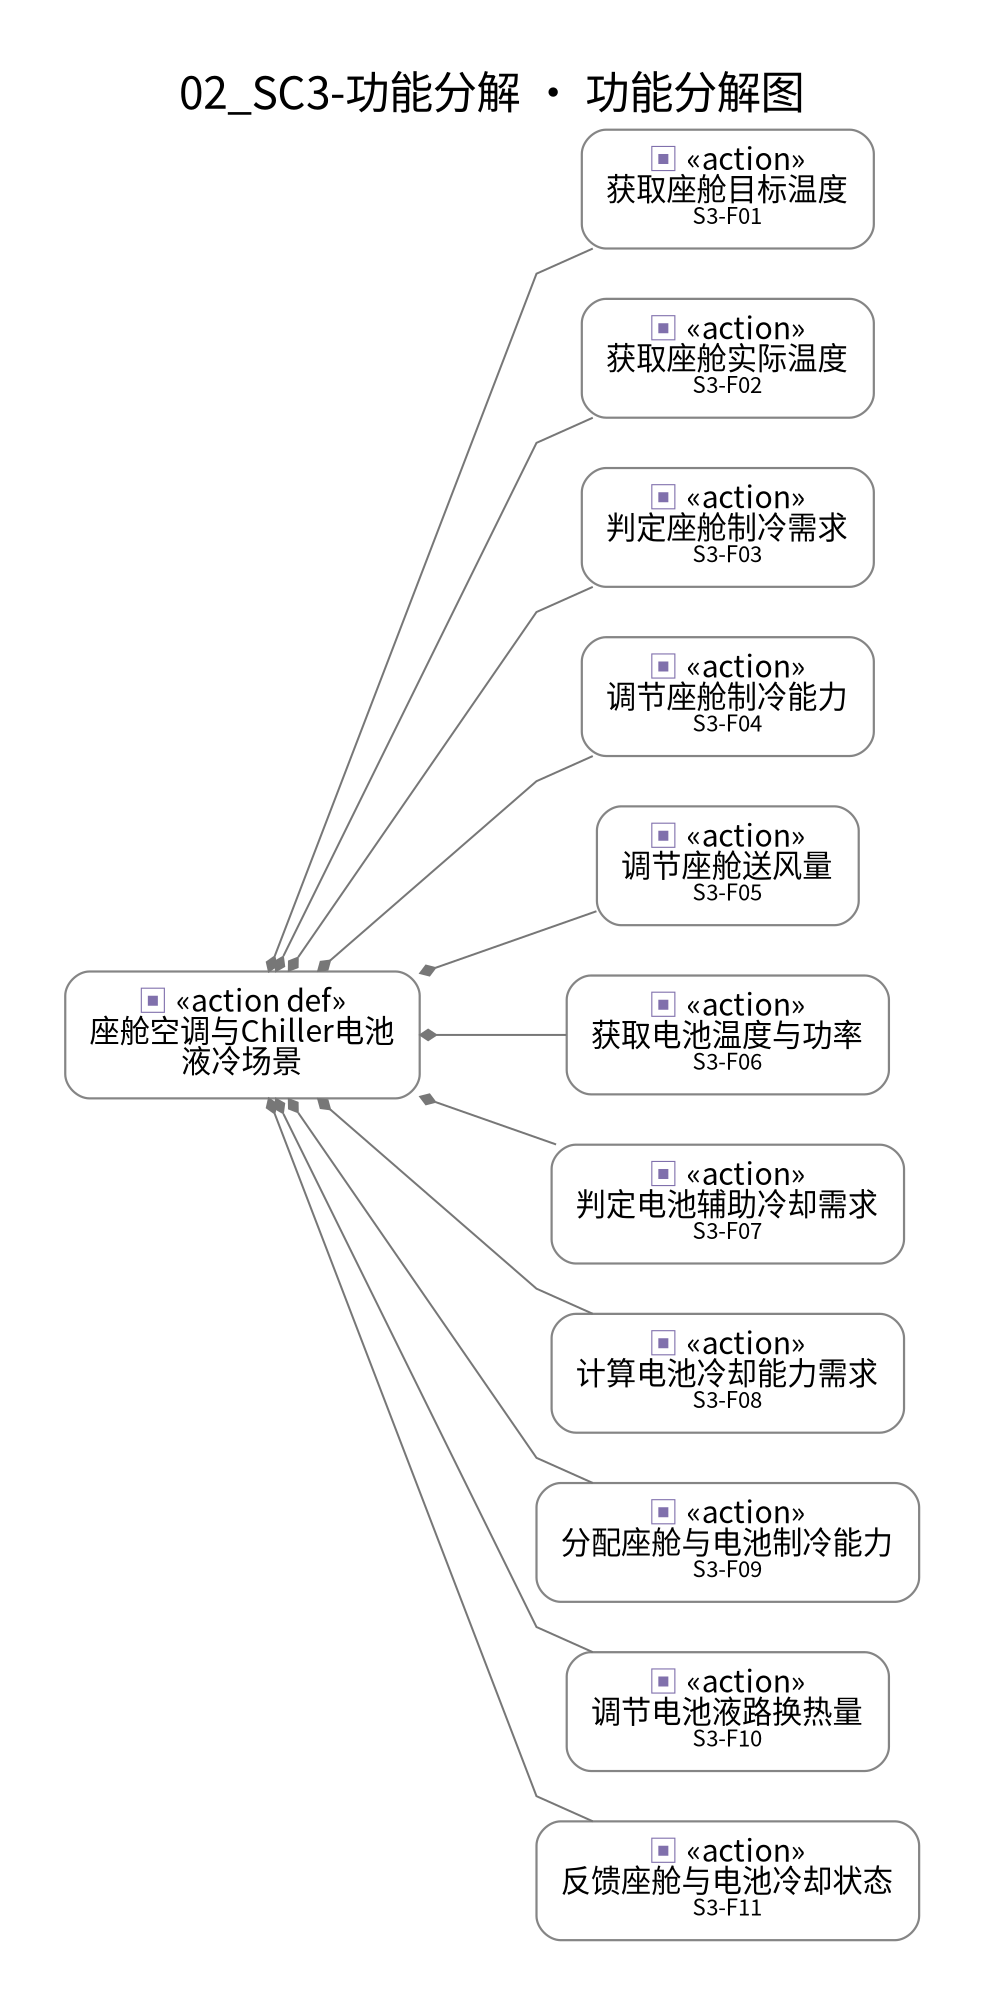 02_SC3-功能分解 · 功能分解图
«action»
获取座舱目标温度
S3-F01
«action»
获取座舱实际温度
S3-F02
«action»
判定座舱制冷需求
S3-F03
«action»
调节座舱制冷能力
S3-F04
«action»
调节座舱送风量
S3-F05
«action def»
座舱空调与Chiller电池
液冷场景
«action»
获取电池温度与功率
S3-F06
«action»
判定电池辅助冷却需求
S3-F07
«action»
计算电池冷却能力需求
S3-F08
«action»
分配座舱与电池制冷能力
S3-F09
«action»
调节电池液路换热量
S3-F10
«action»
反馈座舱与电池冷却状态
S3-F11